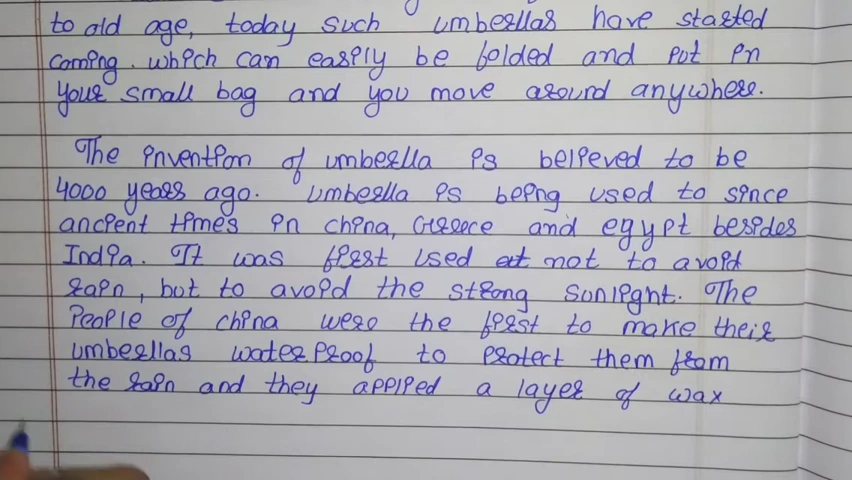 to old age, today such umbrellas have started
coming. which can easily be folded and put in
your small bag and you move around anywhere.
The invention of umbrella is believed to be
4000 years ago. Umbrella is being used to since
ancient times in china, Greece and egypt besides
India. It was first used at not to avoid
rain, but to avoid the strong sunlight. The
People of china were the first to make their
umbrellas waterproof to protect them from
the rain and they applied a layer of wax